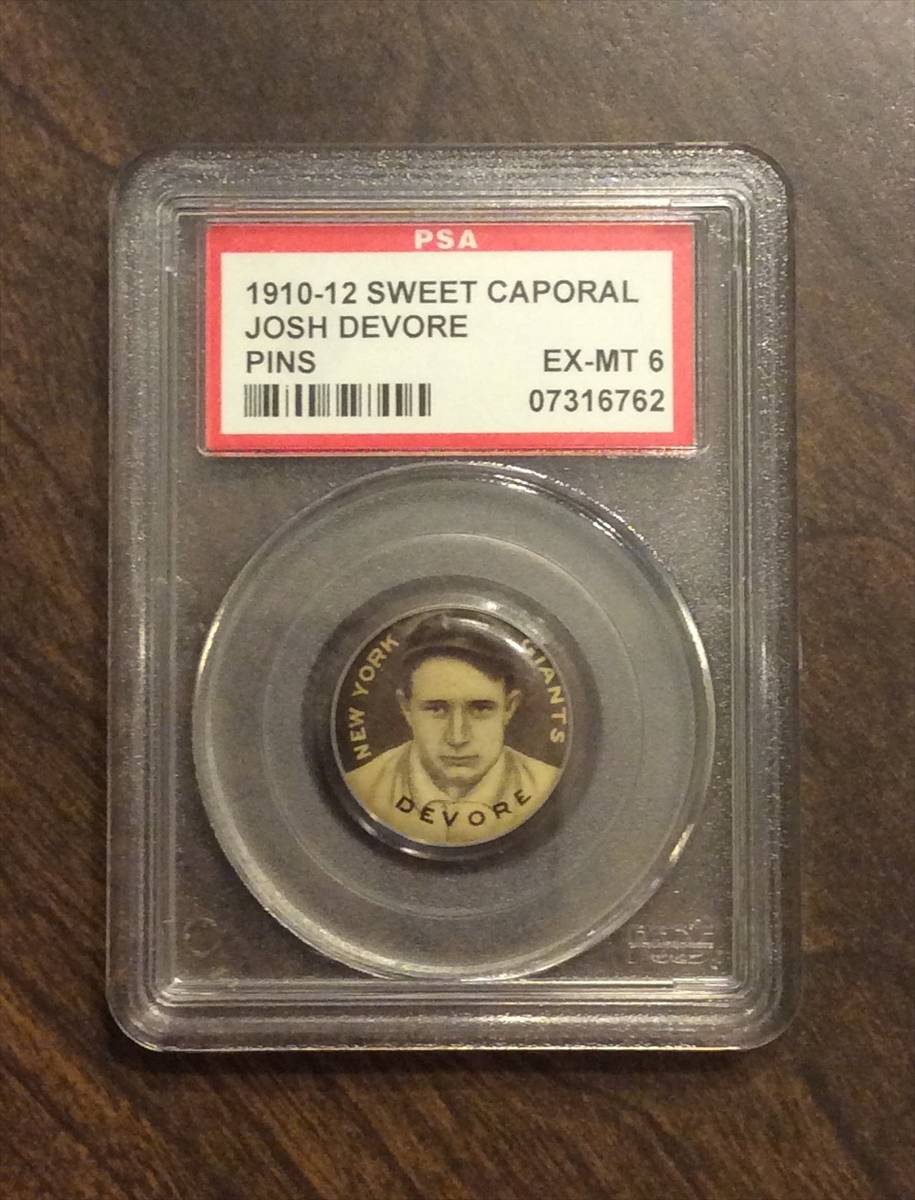 PSA
1910-12 SWEET CAPORAL
JOSH DEVORE
PINS EX-MT 6
07316762
NEW YORK GIANTS
DEVORE